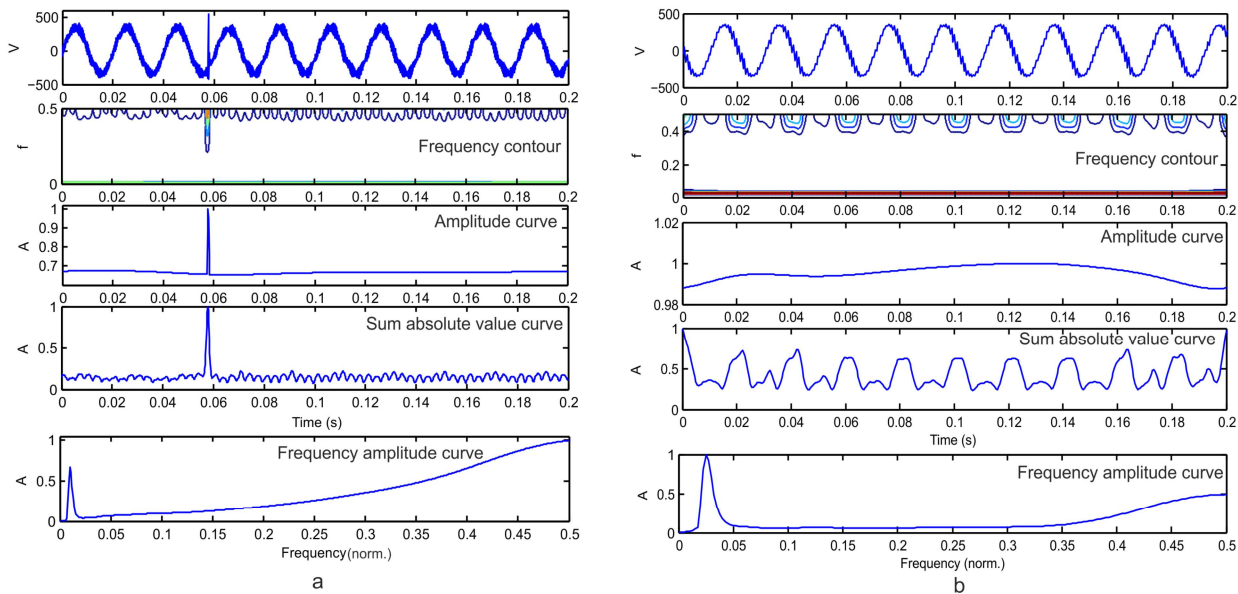 500
V
0
−500
0 0.02 0.04 0.06 0.08 0.1 0.12 0.14 0.16 0.18 0.2
0.5
f
Frequency contour
0
0 0.02 0.04 0.06 0.08 0.1 0.12 0.14 0.16 0.18 0.2
1
Amplitude curve
0.9
A
0.8
0.7
0 0.02 0.04 0.06 0.08 0.1 0.12 0.14 0.16 0.18 0.2
1
Sum absolute value curve
A
0.5
0
0 0.02 0.04 0.06 0.08 0.1 0.12 0.14 0.16 0.18 0.2
Time (s)
1
Frequency amplitude curve
A
0.5
0
0 0.05 0.1 0.15 0.2 0.25 0.3 0.35 0.4 0.45 0.5
Frequency(norm.)
a
500
V
0
−500
0 0.02 0.04 0.06 0.08 0.1 0.12 0.14 0.16 0.18 0.2
0.4
f
0.2
Frequency contour
0
0 0.02 0.04 0.06 0.08 0.1 0.12 0.14 0.16 0.18 0.2
1.02
Amplitude curve
A
1
0.98
0 0.02 0.04 0.06 0.08 0.1 0.12 0.14 0.16 0.18 0.2
1
Sum absolute value curve
A
0.5
0
0 0.02 0.04 0.06 0.08 0.1 0.12 0.14 0.16 0.18 0.2
Time (s)
1
Frequency amplitude curve
A
0.5
0
0 0.05 0.1 0.15 0.2 0.25 0.3 0.35 0.4 0.45 0.5
Frequency (norm.)
b